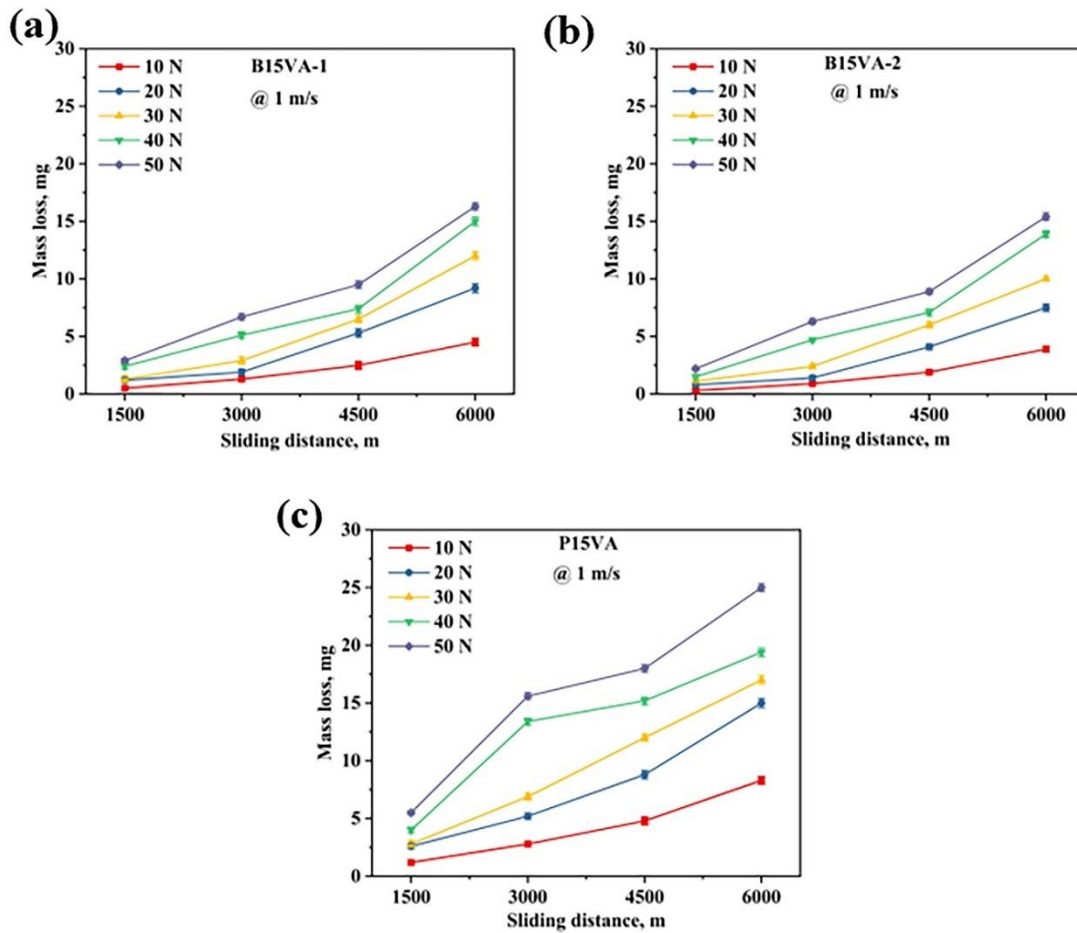 (a)
30
25
20
15
10
5
0
Mass loss, mg
10 N
20 N
30 N
40 N
50 N
B15VA-1
@ 1 m/s
1500 3000 4500 6000
Sliding distance, m
(b)
30
25
20
15
10
5
0
Mass loss, mg
10 N
20 N
30 N
40 N
50 N
B15VA-2
@ 1 m/s
1500 3000 4500 6000
Sliding distance, m
(c)
30
25
20
15
10
5
0
Mass loss, mg
10 N
20 N
30 N
40 N
50 N
P15VA
@ 1 m/s
1500 3000 4500 6000
Sliding distance, m